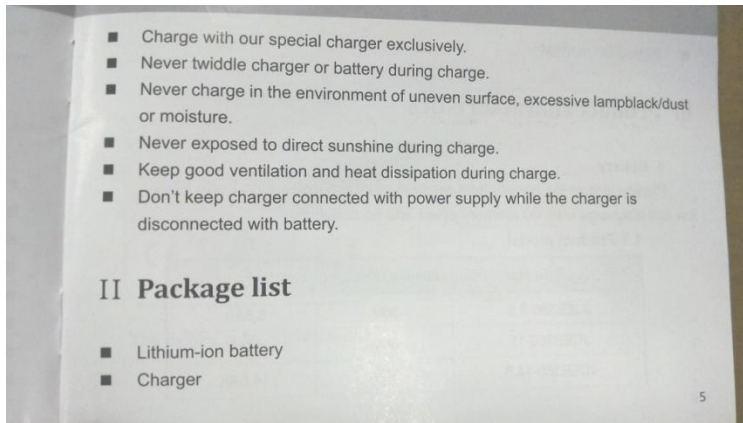 ■ Charge with our special charger exclusively.
■ Never twiddle charger or battery during charge.
■ Never charge in the environment of uneven surface, excessive lampblack/dust
or moisture.
■ Never exposed to direct sunshine during charge.
■ Keep good ventilation and heat dissipation during charge.
■ Don't keep charger connected with power supply while the charger is
disconnected with battery.
II Package list
■ Lithium-ion battery
■ Charger
5